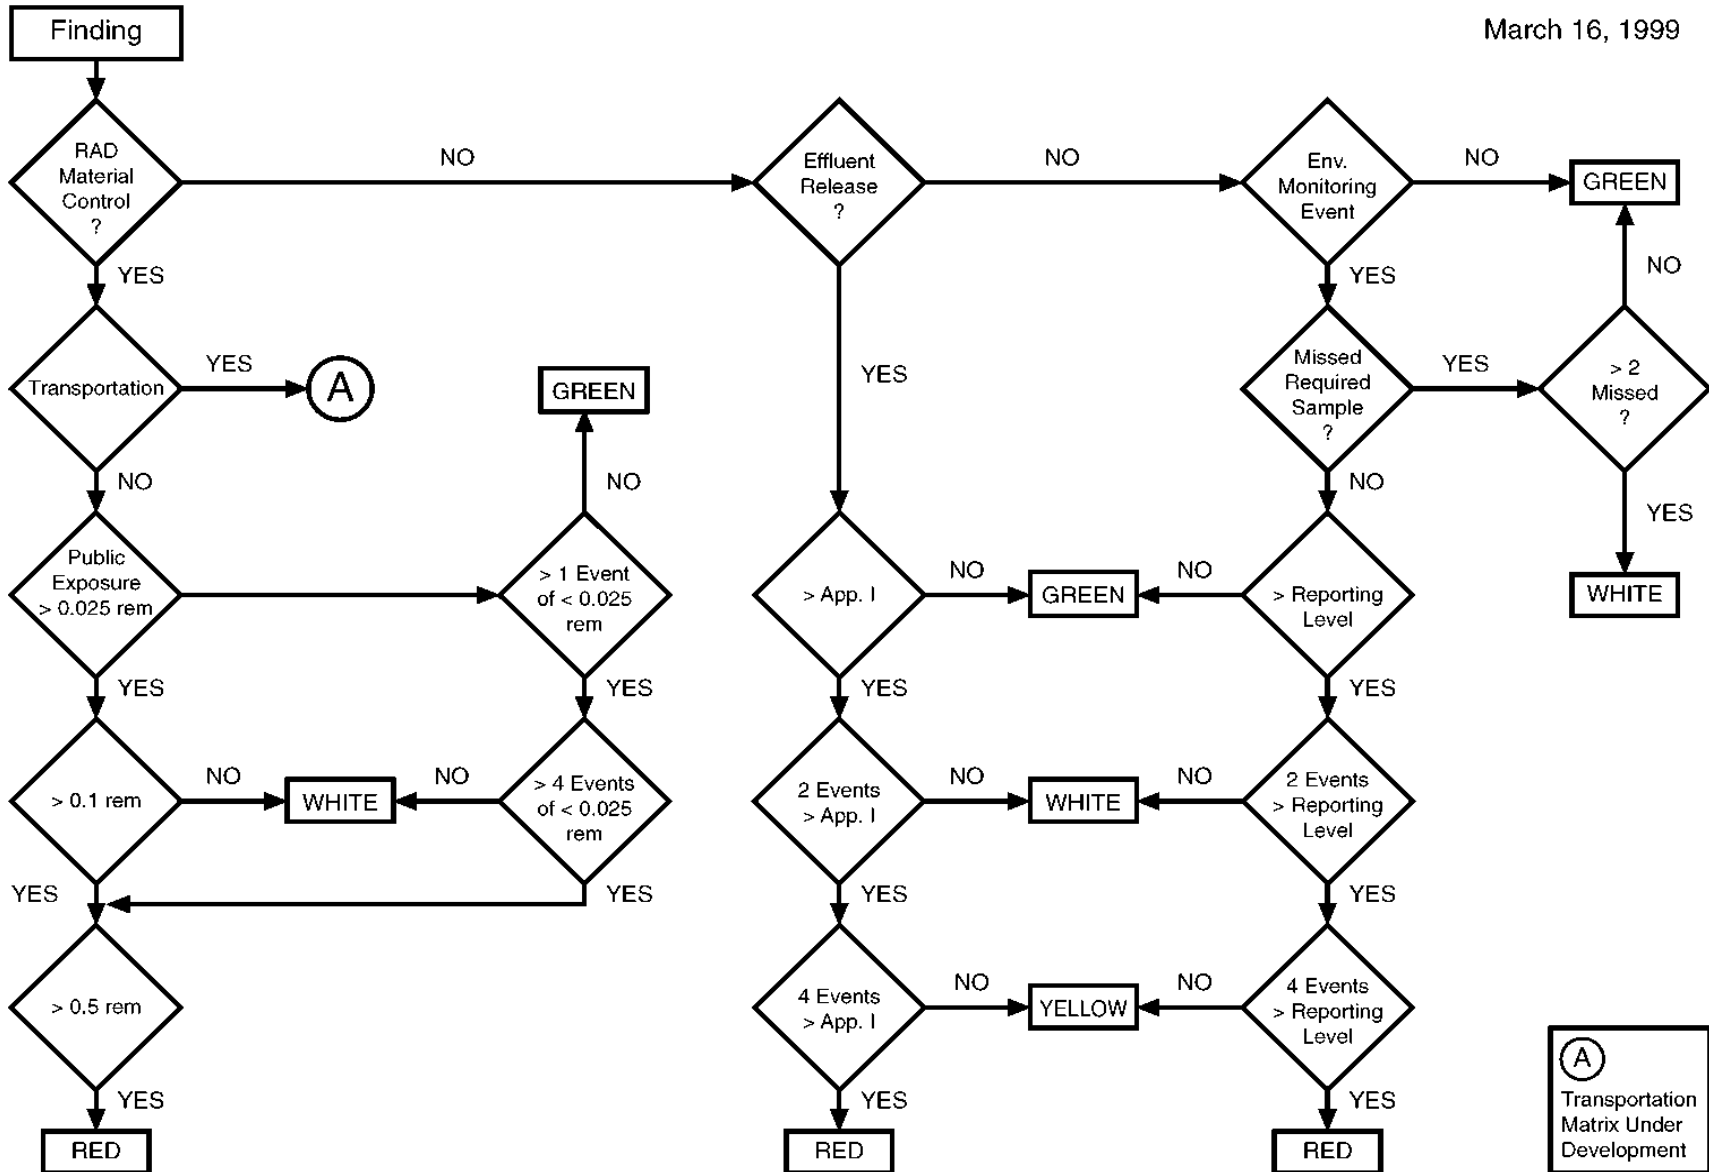 Finding
March 16, 1999
RAD
Material
Control
?
NO
Effluent
Release
?
NO
Env.
Monitoring
Event
NO
GREEN
YES
YES
NO
Transportation
YES
A
GREEN
YES
Missed
Required
Sample
?
YES
> 2
Missed
?
NO
NO
NO
YES
Public
Exposure
> 0.025 rem
> 1 Event
of < 0.025
rem
> App. I
NO
GREEN
NO
> Reporting
Level
WHITE
YES
YES
YES
YES
> 0.1 rem
NO
WHITE
NO
> 4 Events
of < 0.025
rem
2 Events
> App. I
NO
WHITE
NO
2 Events
> Reporting
Level
YES
YES
YES
YES
> 0.5 rem
4 Events
> App. I
NO
YELLOW
NO
4 Events
> Reporting
Level
YES
YES
YES
RED
RED
RED
A
Transportation
Matrix Under
Development